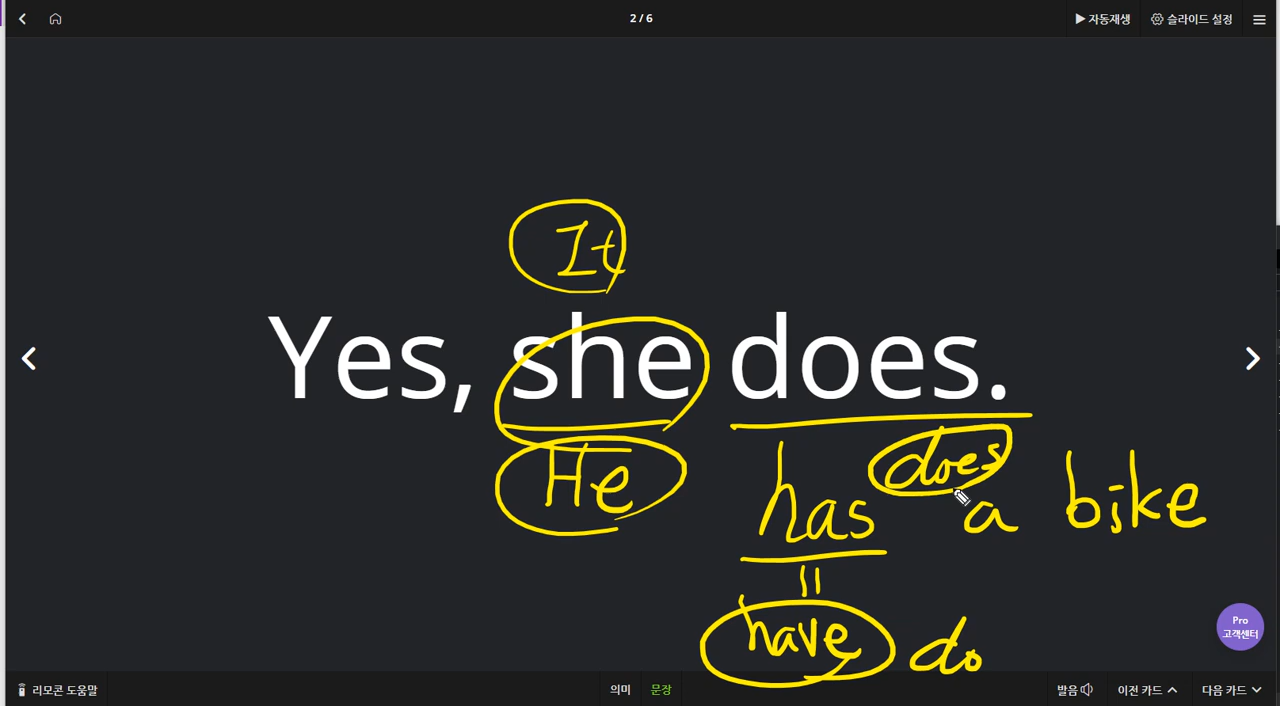 2 / 6
자동재생
슬라이드 설정
It
Yes, she does.
He
does
has a bike
=
have do
Pro
고객센터
리모콘 도움말
의미
문장
발음
이전 카드
다음 카드